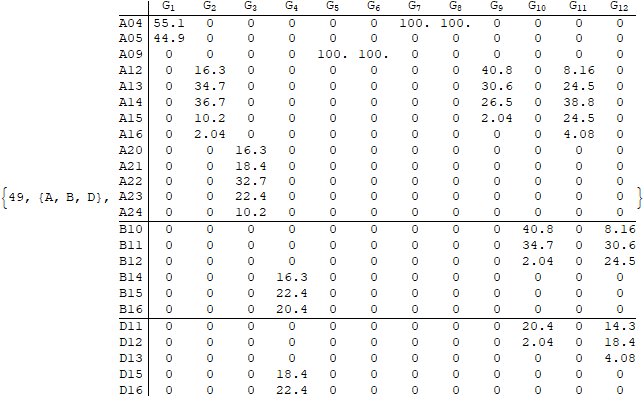 G1 G2 G3 G4 G5 G6 G7 G8 G9 G10 G11 G12
A04 55.1 0 0 0 0 0 100. 100. 0 0 0 0
A05 44.9 0 0 0 0 0 0 0 0 0 0 0
A09 0 0 0 0 100. 100. 0 0 0 0 0 0
A12 0 16.3 0 0 0 0 0 0 40.8 0 8.16 0
A13 0 34.7 0 0 0 0 0 0 30.6 0 24.5 0
A14 0 36.7 0 0 0 0 0 0 26.5 0 38.8 0
A15 0 10.2 0 0 0 0 0 0 2.04 0 24.5 0
A16 0 2.04 0 0 0 0 0 0 0 0 4.08 0
A20 0 0 16.3 0 0 0 0 0 0 0 0 0
A21 0 0 18.4 0 0 0 0 0 0 0 0 0
A22 0 0 32.7 0 0 0 0 0 0 0 0 0
{49, {A, B, D}, A23 0 0 22.4 0 0 0 0 0 0 0 0 0 }
A24 0 0 10.2 0 0 0 0 0 0 0 0 0
B10 0 0 0 0 0 0 0 0 0 40.8 0 8.16
B11 0 0 0 0 0 0 0 0 0 34.7 0 30.6
B12 0 0 0 0 0 0 0 0 0 2.04 0 24.5
B14 0 0 0 16.3 0 0 0 0 0 0 0 0
B15 0 0 0 22.4 0 0 0 0 0 0 0 0
B16 0 0 0 20.4 0 0 0 0 0 0 0 0
D11 0 0 0 0 0 0 0 0 0 20.4 0 14.3
D12 0 0 0 0 0 0 0 0 0 2.04 0 18.4
D13 0 0 0 0 0 0 0 0 0 0 0 4.08
D15 0 0 0 18.4 0 0 0 0 0 0 0 0
D16 0 0 0 22.4 0 0 0 0 0 0 0 0